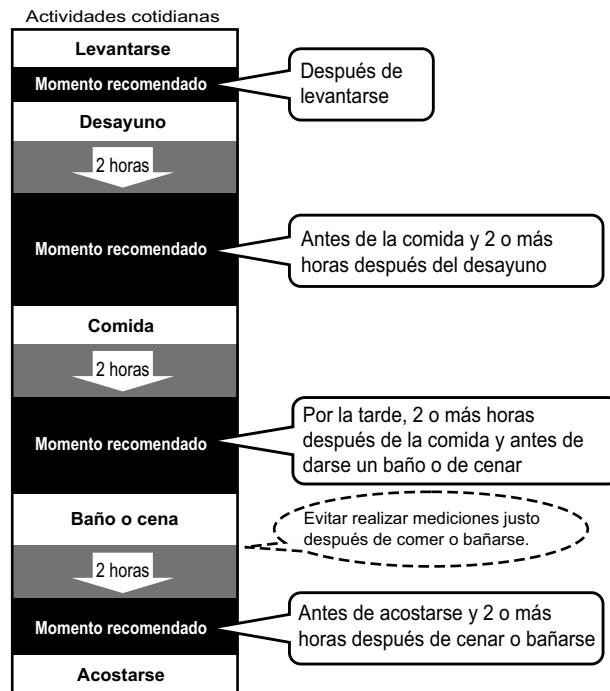 Actividades cotidianas
Levantarse
Momento recomendado
Después de
levantarse
Desayuno
2 horas
Momento recomendado
Antes de la comida y 2 o más
horas después del desayuno
Comida
2 horas
Momento recomendado
Por la tarde, 2 o más horas
después de la comida y antes de
darse un baño o de cenar
Baño o cena
Evitar realizar mediciones justo
después de comer o bañarse.
2 horas
Momento recomendado
Antes de acostarse y 2 o más
horas después de cenar o bañarse
Acostarse